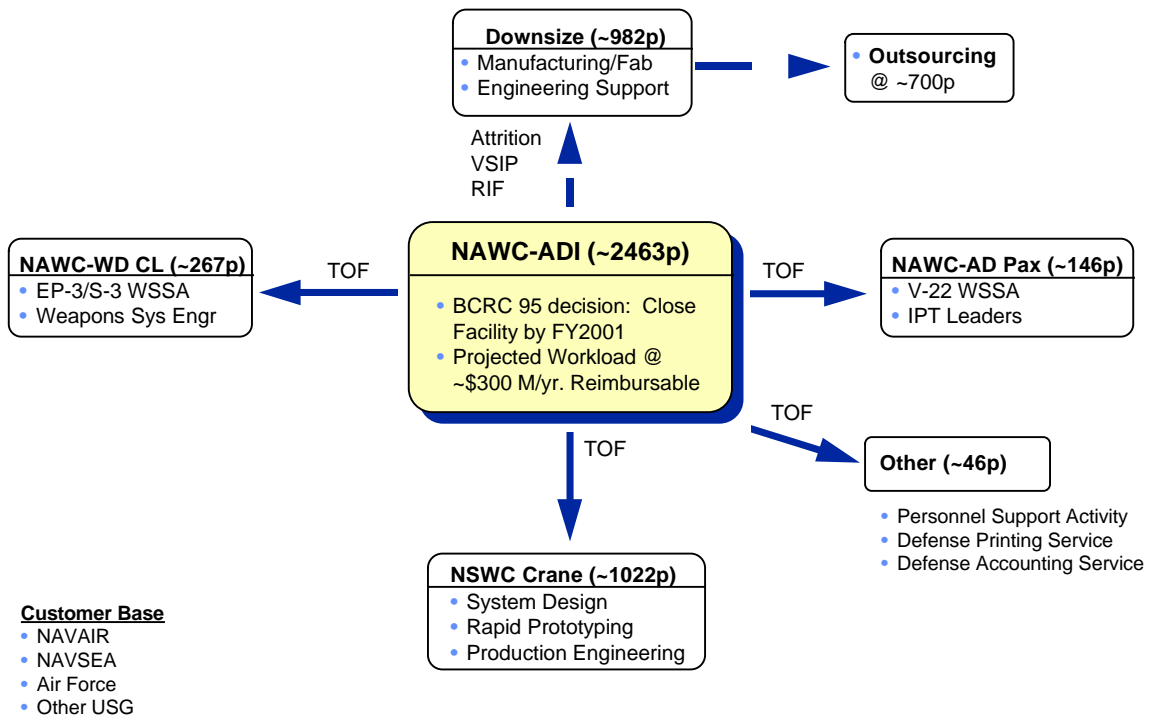 Downsize (~982p)
• Manufacturing/Fab
• Engineering Support
• Outsourcing
@ ~700p
Attrition
VSIP
RIF
NAWC-WD CL (~267p)
• EP-3/S-3 WSSA
• Weapons Sys Engr
TOF
NAWC-ADI (~2463p)
• BCRC 95 decision: Close
Facility by FY2001
• Projected Workload @
~$300 M/yr. Reimbursable
TOF
NAWC-AD Pax (~146p)
• V-22 WSSA
• IPT Leaders
TOF
Other (~46p)
• Personnel Support Activity
• Defense Printing Service
• Defense Accounting Service
TOF
NSWC Crane (~1022p)
• System Design
• Rapid Prototyping
• Production Engineering
Customer Base
• NAVAIR
• NAVSEA
• Air Force
• Other USG